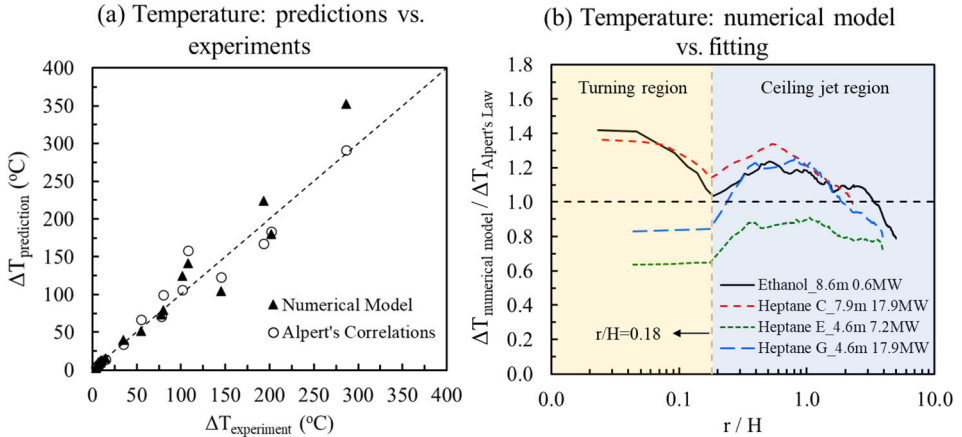 (a) Temperature: predictions vs.
experiments
400
350
300
250
200
150
100
50
0
ΔTprediction (oC)
Numerical Model
Alpert's Correlations
0 50 100 150 200 250 300 350 400
ΔTexperiment (oC)
(b) Temperature: numerical model
vs. fitting
1.8
1.6
1.4
1.2
1.0
0.8
0.6
0.4
0.2
0.0
ΔTnumerical model / ΔTAlpert's Law
Turning region
Ceiling jet region
Ethanol_8.6m 0.6MW
Heptane C_7.9m 17.9MW
Heptane E_4.6m 7.2MW
Heptane G_4.6m 17.9MW
r/H=0.18
0.0 0.1 1.0 10.0
r / H